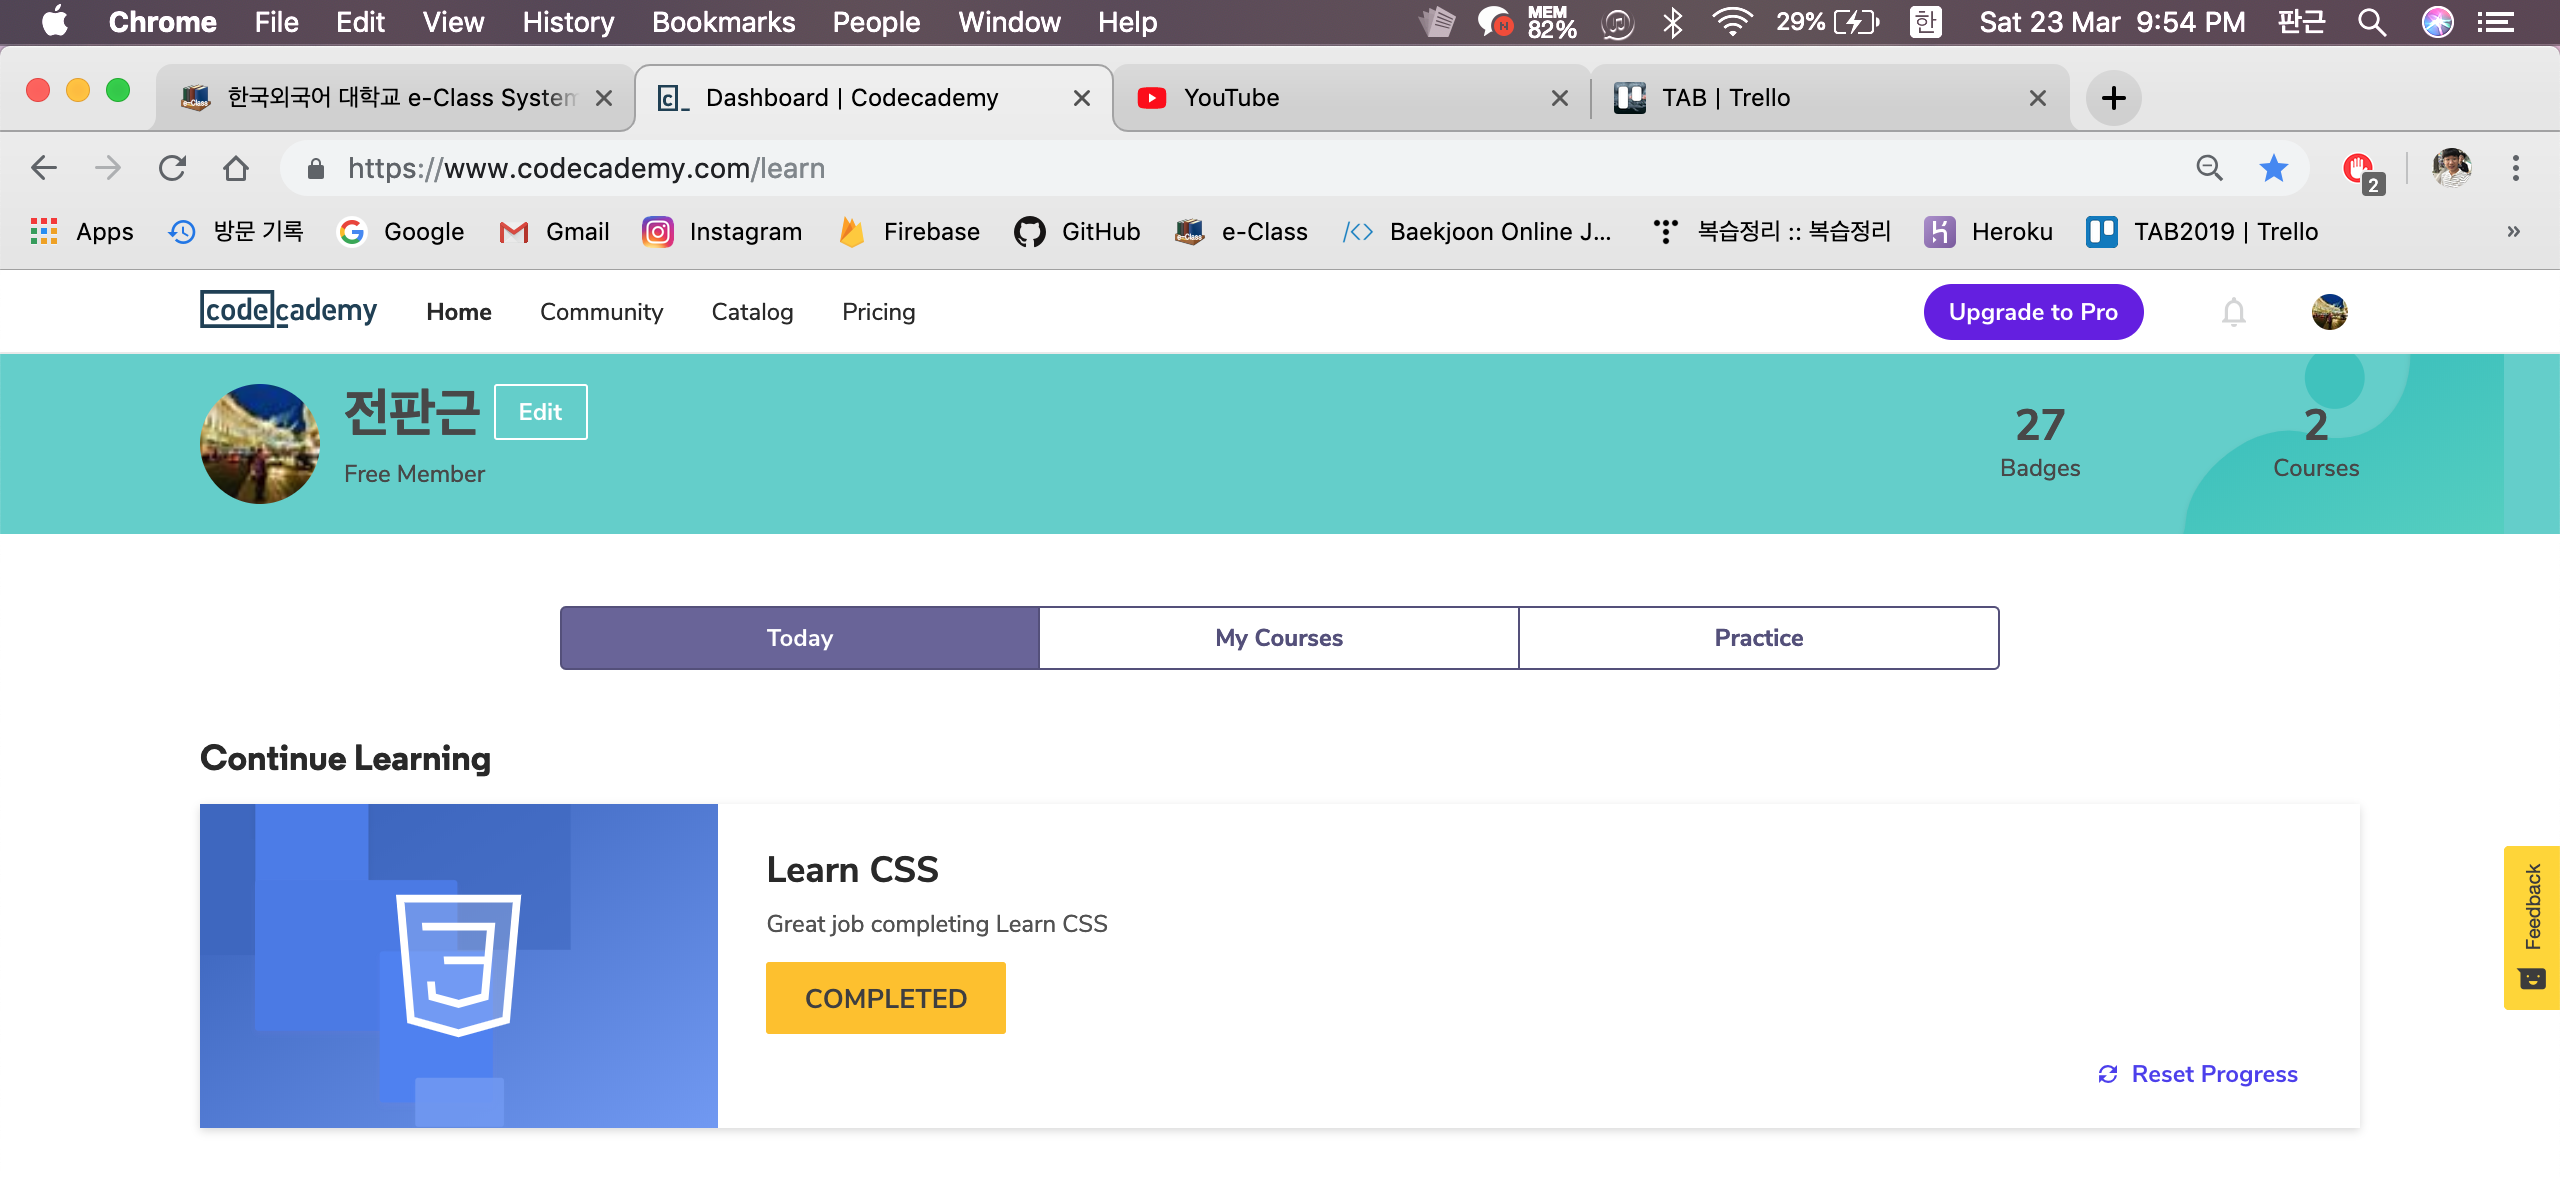 Chrome File Edit View History Bookmarks People Window Help MEM 82% 29% 한 Sat 23 Mar 9:54 PM 판근
한국외국어 대학교 e-Class System Dashboard | Codecademy YouTube TAB | Trello
https://www.codecademy.com/learn 2
Apps 방문 기록 Google Gmail Instagram Firebase GitHub e-Class Baekjoon Online J... 복습정리 :: 복습정리 Heroku TAB2019 | Trello »
codecademy Home Community Catalog Pricing Upgrade to Pro
전판근 Edit
Free Member
27 2
Badges Courses
Today My Courses Practice
Continue Learning
Learn CSS
Great job completing Learn CSS
COMPLETED
Reset Progress
Feedback